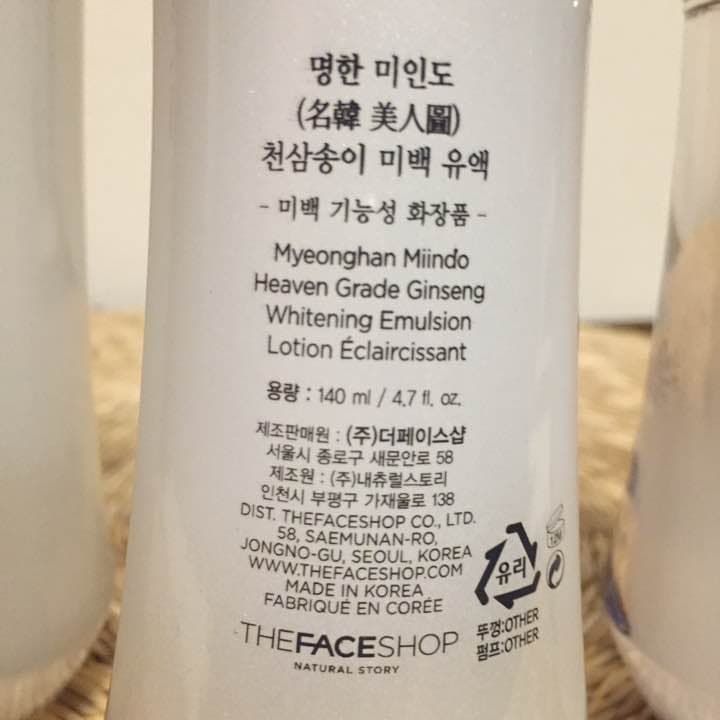 명한 미인도
(名韓 美人圖)
천삼송이 미백 유액
- 미백 기능성 화장품 -
Myeonghan Miindo
Heaven Grade Ginseng
Whitening Emulsion
Lotion Éclaircissant
용량 : 140 ml / 4.7 fl. oz.
제조판매원 : (주)더페이스샵
서울시 종로구 새문안로 58
제조원 : (주)내츄럴스토리
인천시 부평구 가재울로 138
DIST. THEFACESHOP CO., LTD.
58, SAEMUNAN-RO,
JONGNO-GU, SEOUL, KOREA
WWW.THEFACESHOP.COM
MADE IN KOREA
FABRIQUÉ EN CORÉE
THEFACESHOP
NATURAL STORY
유리
12M
뚜껑:OTHER
펌프:OTHER